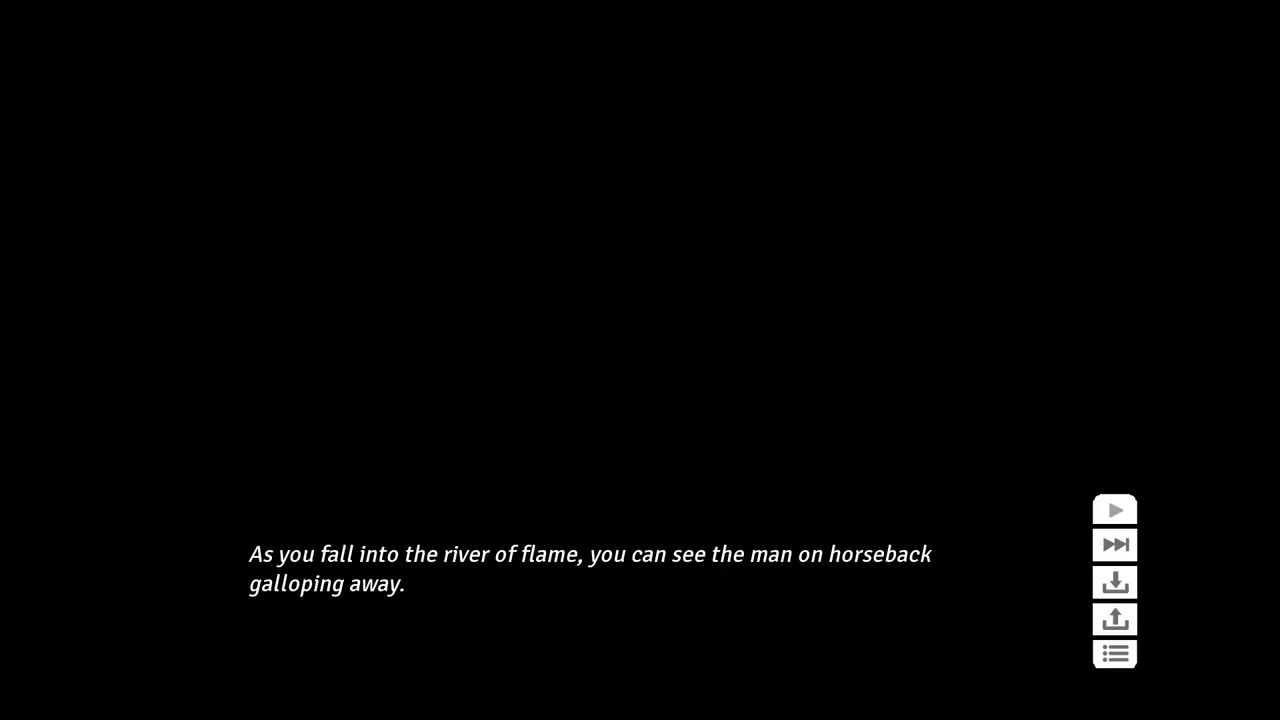 As you fall into the river of flame, you can see the man on horseback
galloping away.